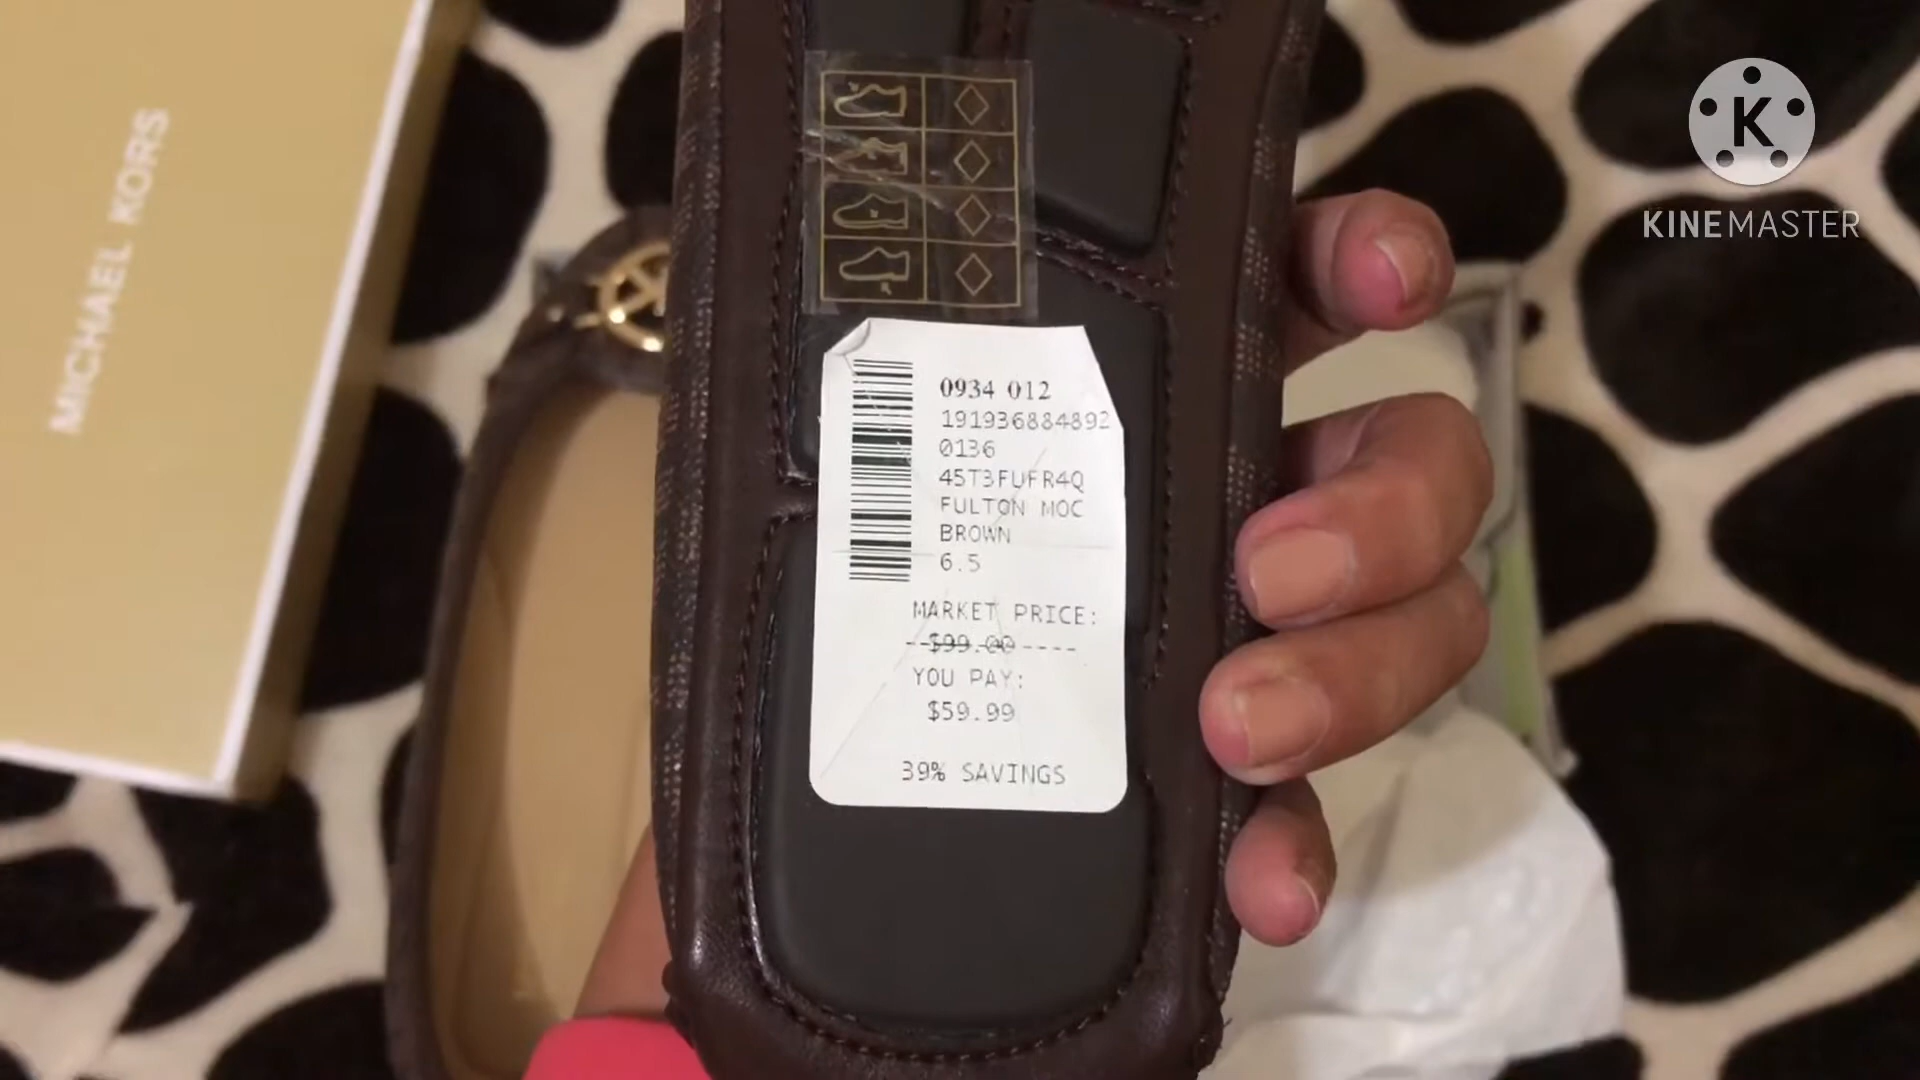 MICHAEL KORS
K
KINEMASTER
0934 012
191936884892
0136
45T3FUFR4Q
FULTON MOC
BROWN
6.5
MARKET PRICE:
--$99.00----
YOU PAY:
$59.99
39% SAVINGS